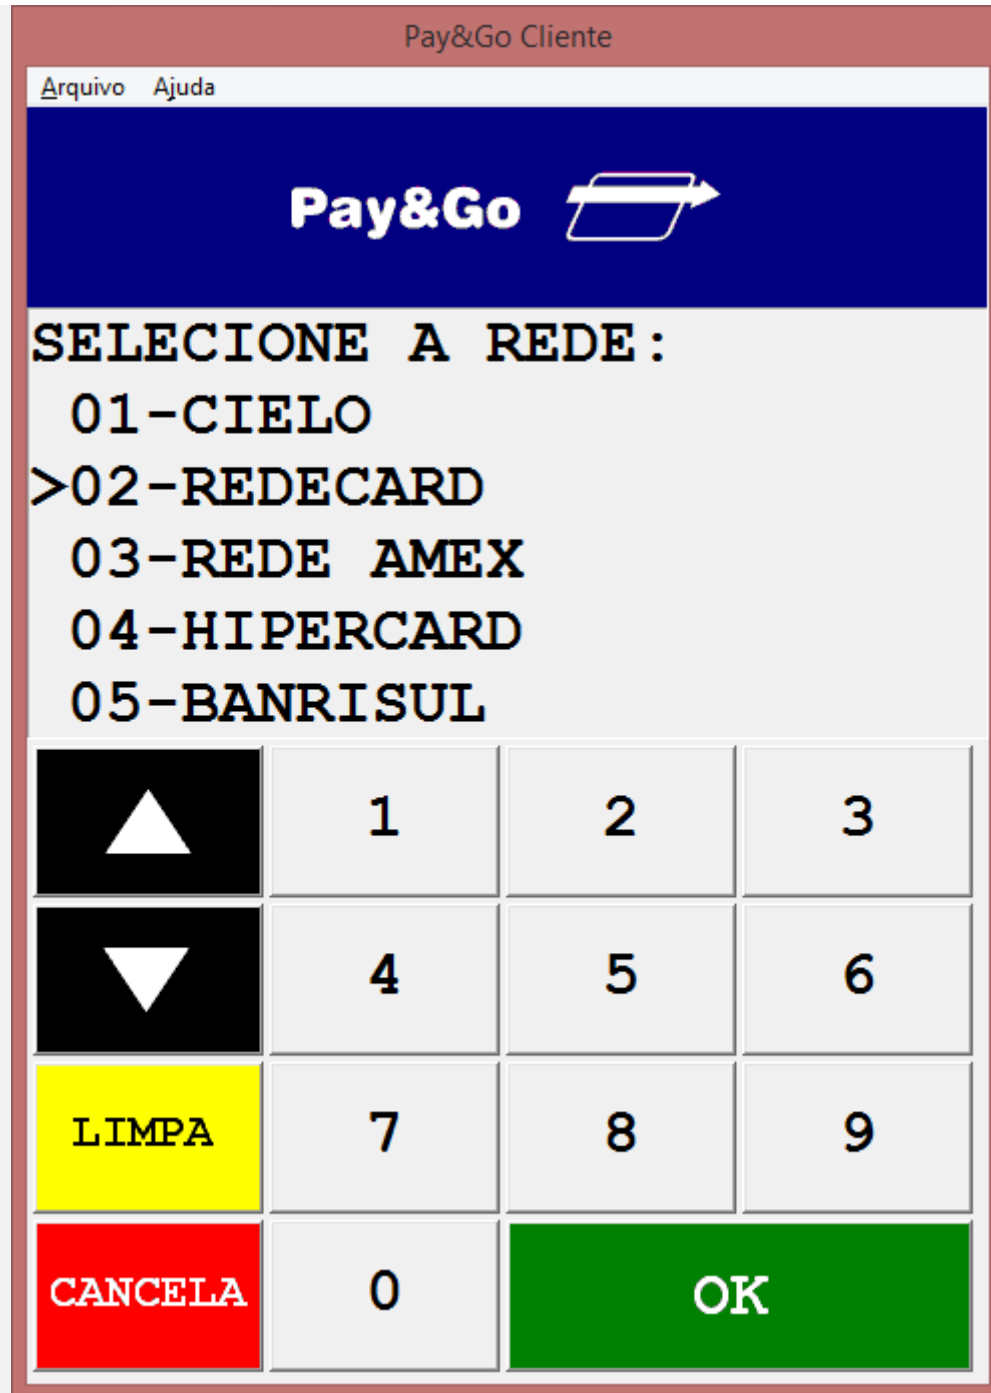 Pay&Go Cliente
Arquivo Ajuda
Pay&Go
SELECIONE A REDE:
01-CIELO
>02-REDECARD
03-REDE AMEX
04-HIPERCARD
05-BANRISUL
1 2 3
4 5 6
LIMPA 7 8 9
CANCELA 0 OK